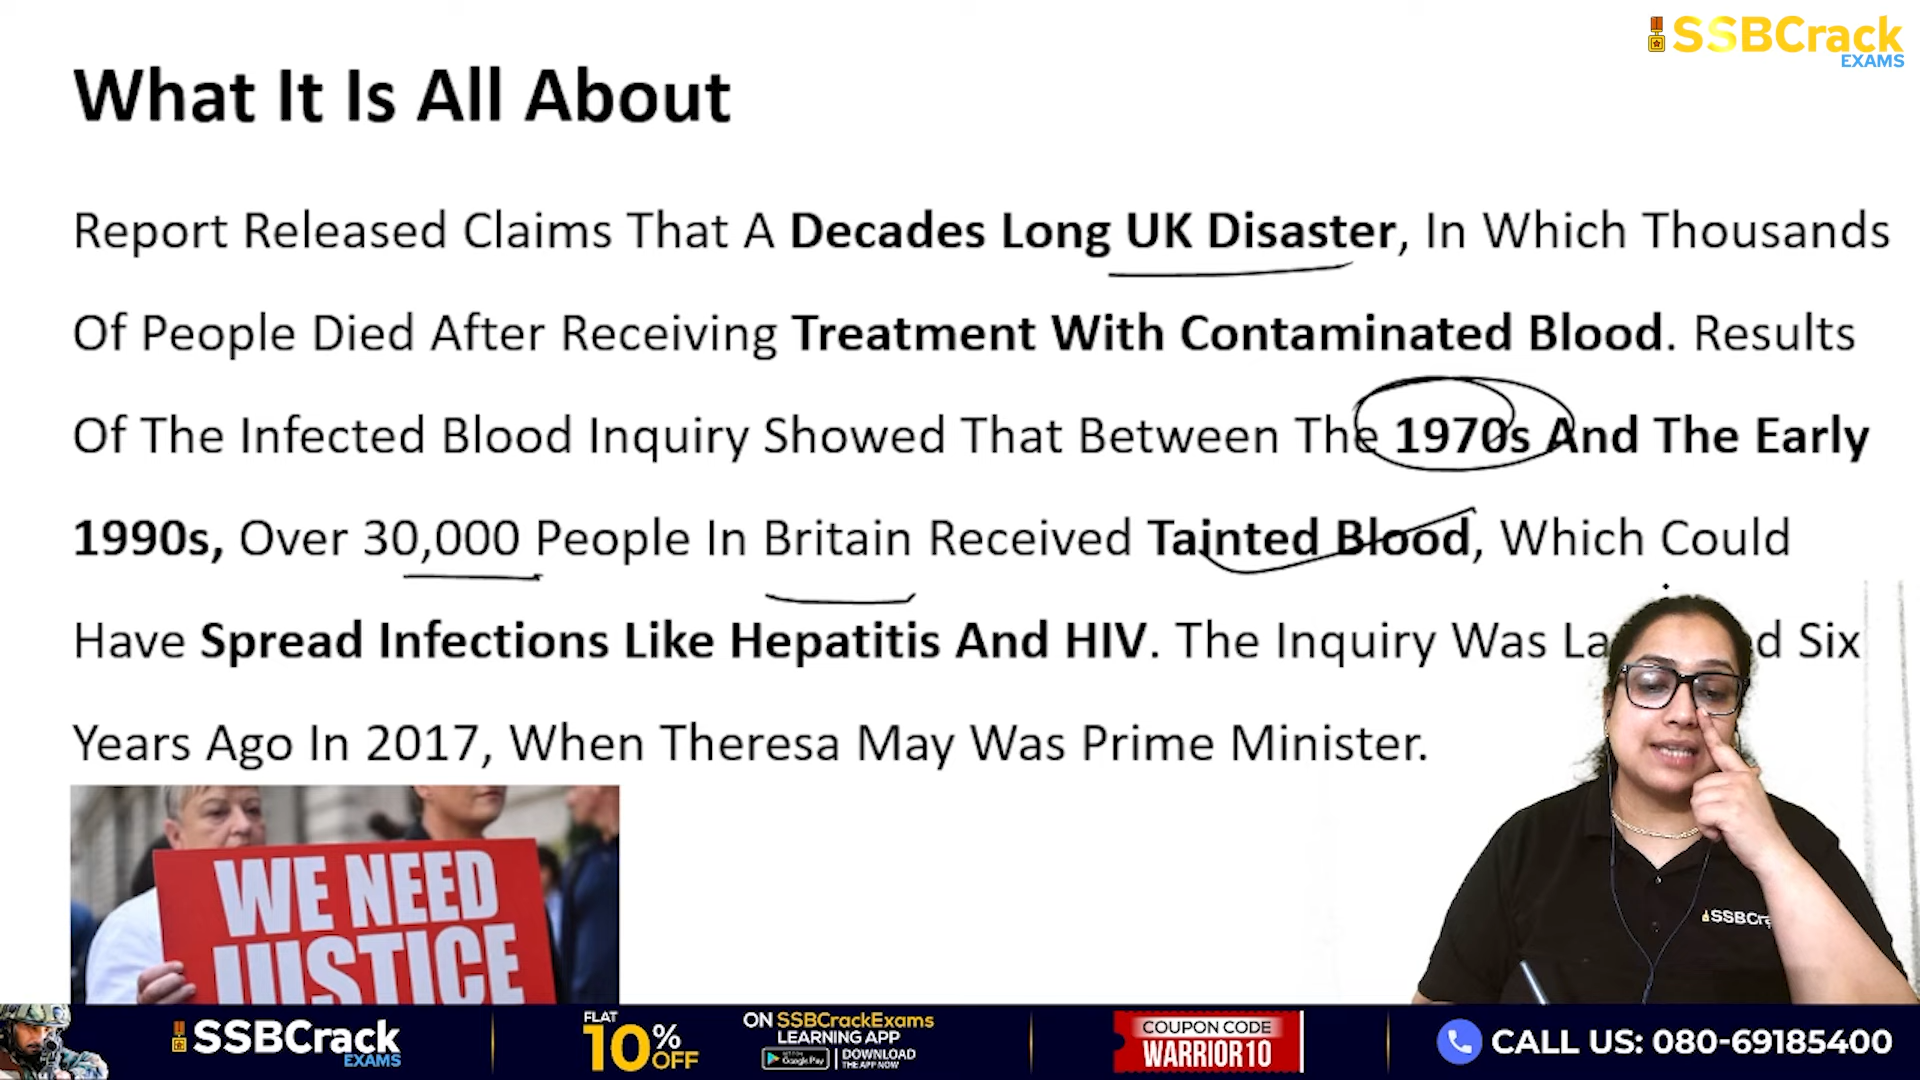 SSBCrack
EXAMS
What It Is All About
Report Released Claims That A Decades Long UK Disaster, In Which Thousands
Of People Died After Receiving Treatment With Contaminated Blood. Results
Of The Infected Blood Inquiry Showed That Between The 1970s And The Early
1990s, Over 30,000 People In Britain Received Tainted Blood, Which Could
Have Spread Infections Like Hepatitis And HIV. The Inquiry Was Six
Years Ago In 2017, When Theresa May Was Prime Minister.
WE NEED
JUSTICE
SSBCrack
EXAMS
FLAT
10% OFF
ON SSBCrackExams
LEARNING APP
Google Play
DOWNLOAD
THE APP NOW
COUPON CODE
WARRIOR10
CALL US: 080-69185400